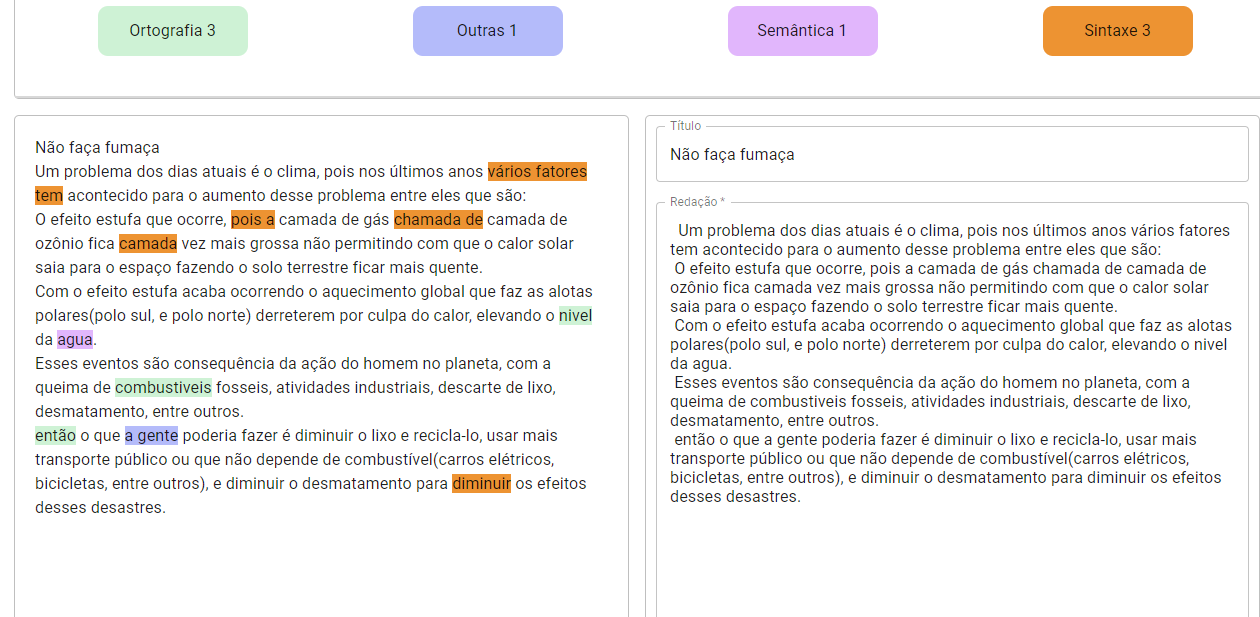 Ortografia 3
Outras 1
Semântica 1
Sintaxe 3
Não faça fumaça
Um problema dos dias atuais é o clima, pois nos últimos anos vários fatores
tem acontecido para o aumento desse problema entre eles que são:
O efeito estufa que ocorre, pois a camada de gás chamada de camada de
ozônio fica camada vez mais grossa não permitindo com que o calor solar
saia para o espaço fazendo o solo terrestre ficar mais quente.
Com o efeito estufa acaba ocorrendo o aquecimento global que faz as alotas
polares(polo sul, e polo norte) derreterem por culpa do calor, elevando o nivel
da agua.
Esses eventos são consequência da ação do homem no planeta, com a
queima de combustiveis fosseis, atividades industriais, descarte de lixo,
desmatamento, entre outros.
então o que a gente poderia fazer é diminuir o lixo e recicla-lo, usar mais
transporte público ou que não depende de combustível(carros elétricos,
bicicletas, entre outros), e diminuir o desmatamento para diminuir os efeitos
desses desastres.
Título
Não faça fumaça
Redação *
Um problema dos dias atuais é o clima, pois nos últimos anos vários fatores
tem acontecido para o aumento desse problema entre eles que são:
O efeito estufa que ocorre, pois a camada de gás chamada de camada de
ozônio fica camada vez mais grossa não permitindo com que o calor solar
saia para o espaço fazendo o solo terrestre ficar mais quente.
Com o efeito estufa acaba ocorrendo o aquecimento global que faz as alotas
polares(polo sul, e polo norte) derreterem por culpa do calor, elevando o nivel
da agua.
Esses eventos são consequência da ação do homem no planeta, com a
queima de combustiveis fosseis, atividades industriais, descarte de lixo,
desmatamento, entre outros.
então o que a gente poderia fazer é diminuir o lixo e recicla-lo, usar mais
transporte público ou que não depende de combustível(carros elétricos,
bicicletas, entre outros), e diminuir o desmatamento para diminuir os efeitos
desses desastres.